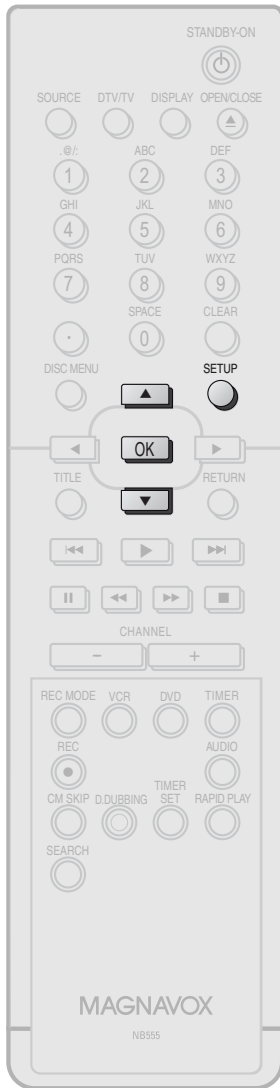 STANDBY-ON
SOURCE DTV/TV DISPLAY OPEN/CLOSE
.@/: ABC DEF
1 2 3
GHI JKL MNO
4 5 6
PQRS TUV WXYZ
7 8 9
SPACE CLEAR
• 0
DISC MENU SETUP
OK
TITLE RETURN
CHANNEL
− +
REC MODE VCR DVD TIMER
REC AUDIO
CM SKIP D.DUBBING TIMER SET RAPID PLAY
SEARCH
MAGNAVOX
NB555